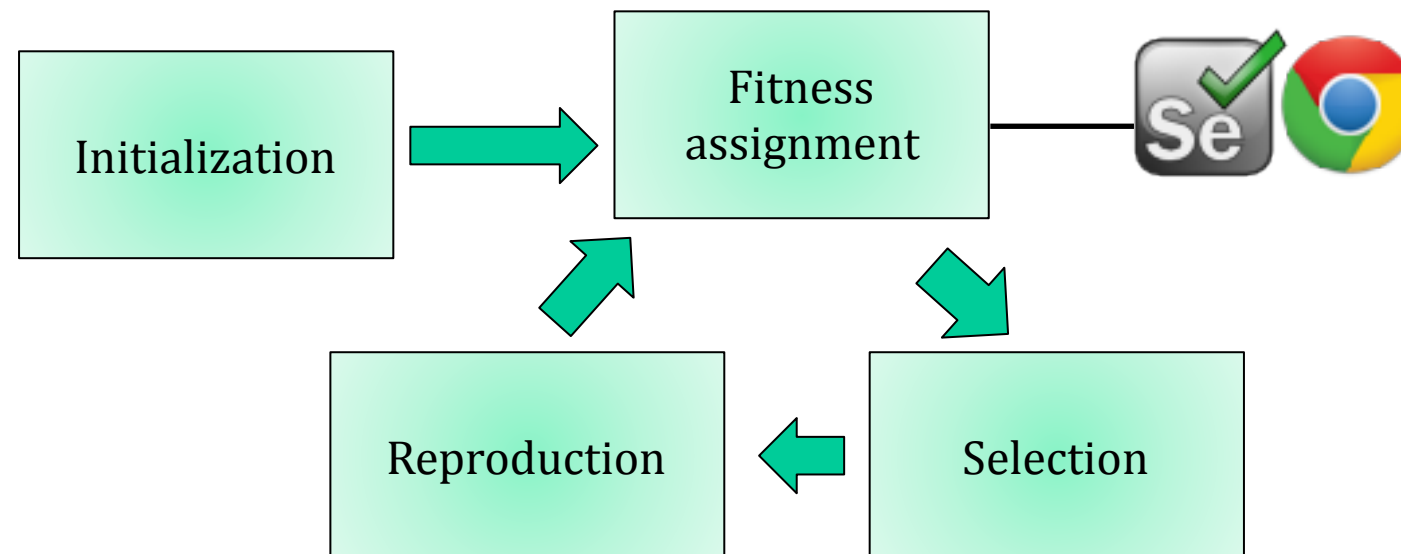 Initialization
Fitness
assignment
Se
Reproduction
Selection